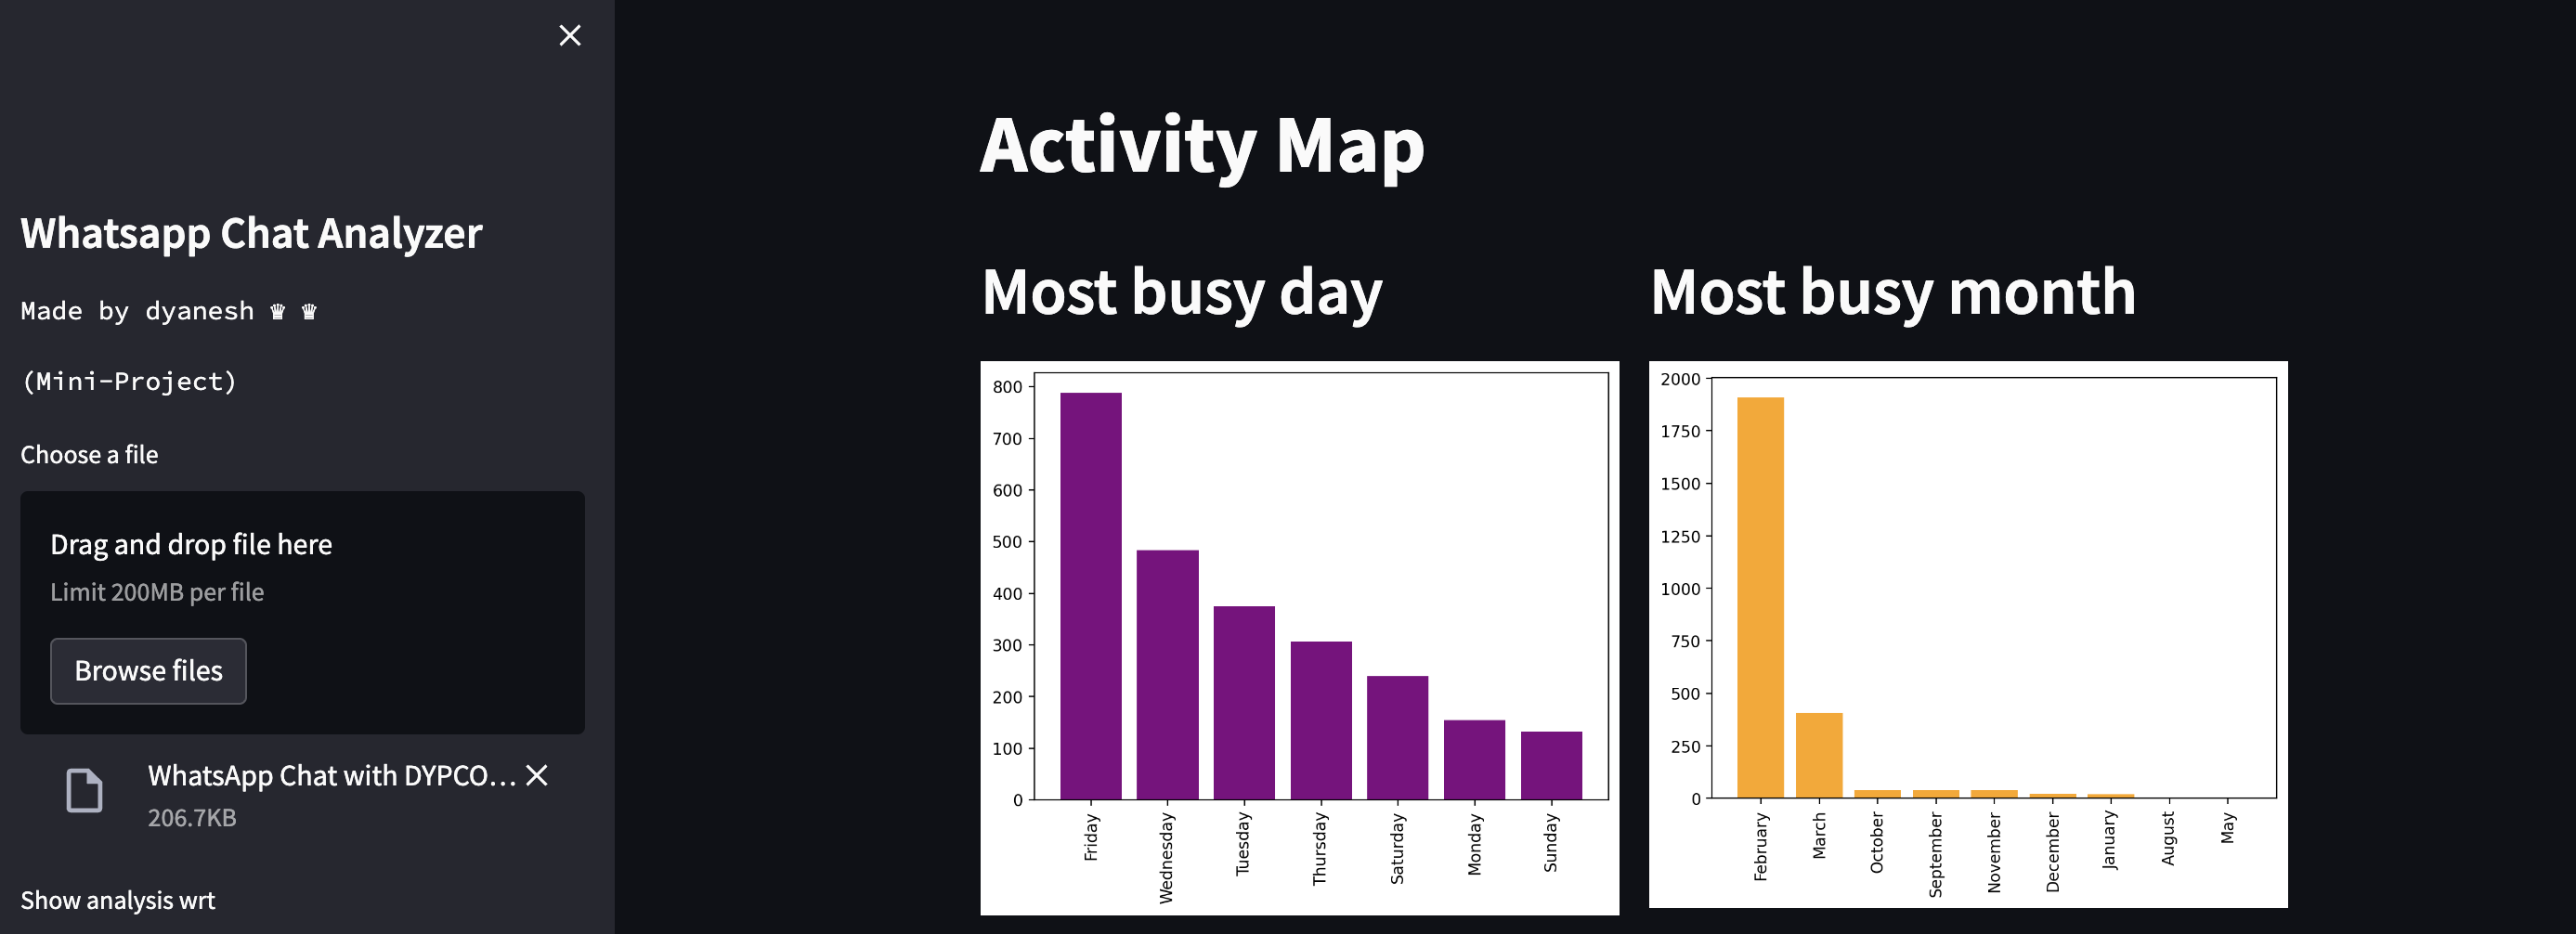 Whatsapp Chat Analyzer
Made by dyanesh ♛ ♛
(Mini-Project)
Choose a file
Drag and drop file here
Limit 200MB per file
Browse files
WhatsApp Chat with DYPCO...
206.7KB
Show analysis wrt
Activity Map
Most busy day
800
700
600
500
400
300
200
100
0
Friday
Wednesday
Tuesday
Thursday
Saturday
Monday
Sunday
Most busy month
2000
1750
1500
1250
1000
750
500
250
0
February
March
October
September
November
December
January
August
May